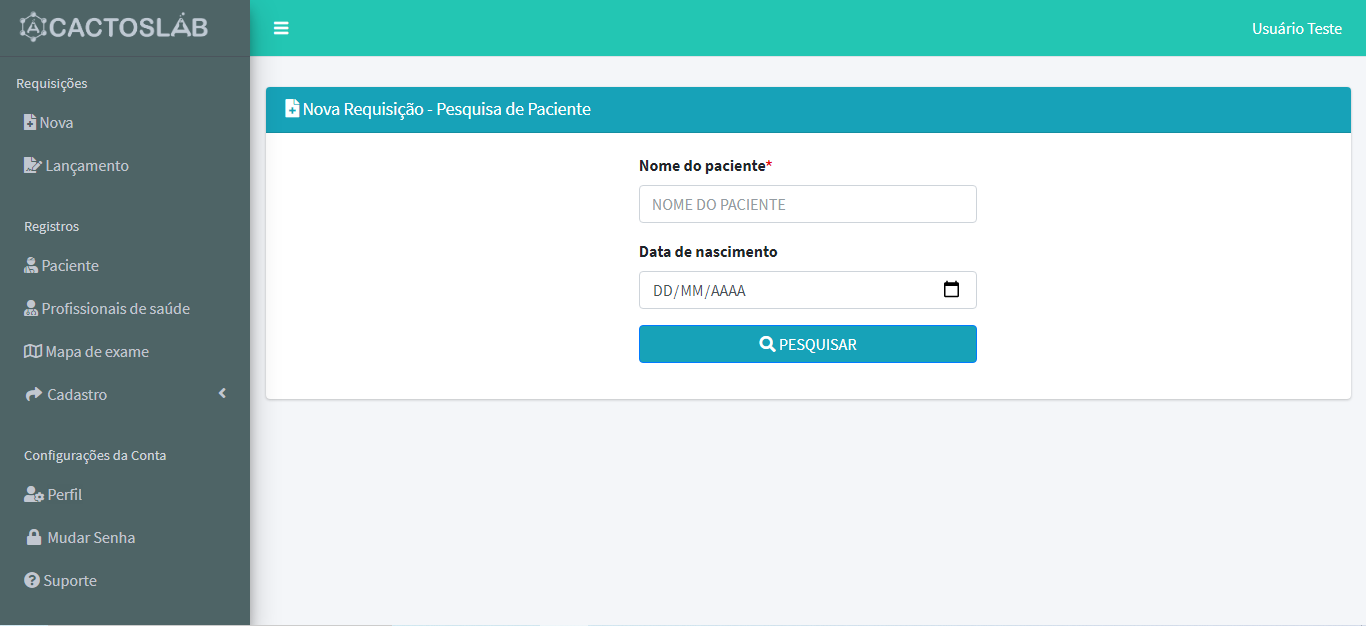 CACTOSLAB
Usuário Teste
Requisições
Nova
Lançamento
Registros
Paciente
Profissionais de saúde
Mapa de exame
Cadastro
Configurações da Conta
Perfil
Mudar Senha
Suporte
Nova Requisição - Pesquisa de Paciente
Nome do paciente*
NOME DO PACIENTE
Data de nascimento
DD/MM/AAAA
PESQUISAR